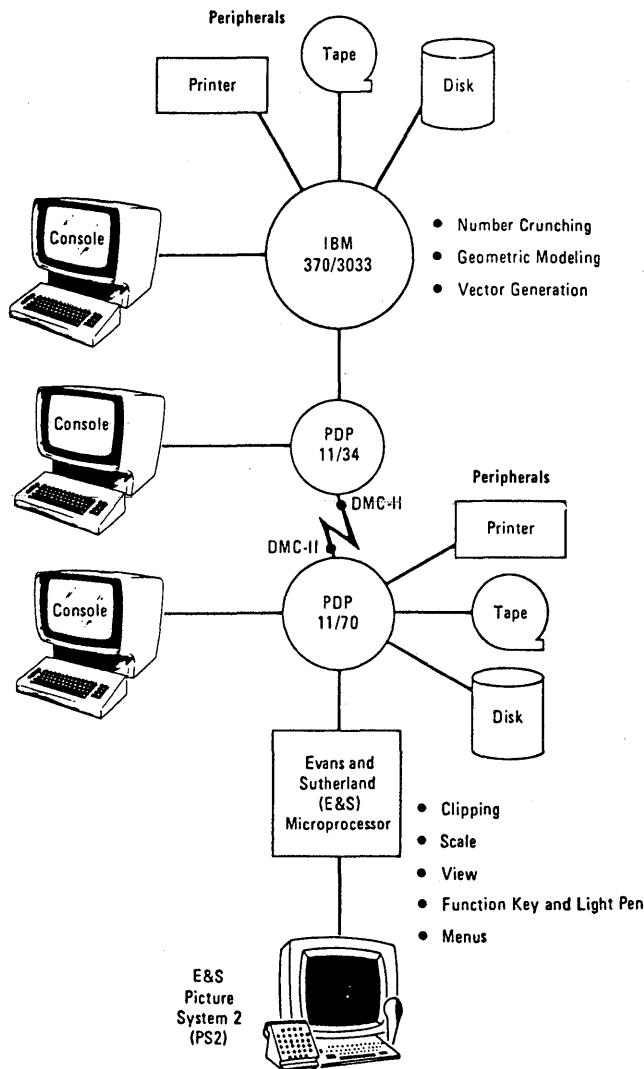 Peripherals
Printer
Tape
Disk
Console
IBM
370/3033
• Number Crunching
• Geometric Modeling
• Vector Generation
Console
PDP
11/34
DMC-II
DMC-II
Peripherals
Printer
Console
PDP
11/70
Tape
Disk
Evans and
Sutherland
(E&S)
Microprocessor
• Clipping
• Scale
• View
• Function Key and Light Pen
• Menus
E&S
Picture
System 2
(PS2)